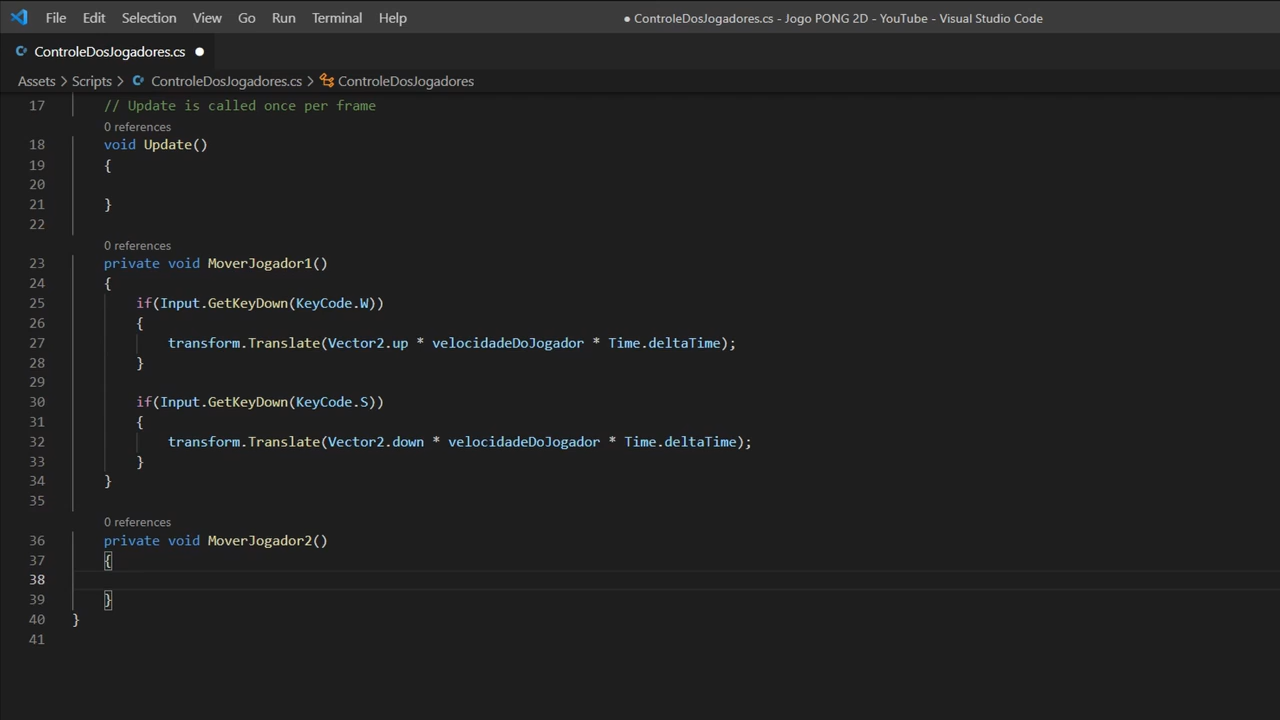 File Edit Selection View Go Run Terminal Help ● ControleDosJogadores.cs - Jogo PONG 2D - YouTube - Visual Studio Code
ControleDosJogadores.cs ●
Assets > Scripts > ControleDosJogadores.cs > ControleDosJogadores
17 // Update is called once per frame
0 references
18 void Update()
19 {
20
21 }
22
0 references
23 private void MoverJogador1()
24 {
25 if(Input.GetKeyDown(KeyCode.W))
26 {
27 transform.Translate(Vector2.up * velocidadeDoJogador * Time.deltaTime);
28 }
29
30 if(Input.GetKeyDown(KeyCode.S))
31 {
32 transform.Translate(Vector2.down * velocidadeDoJogador * Time.deltaTime);
33 }
34 }
35
0 references
36 private void MoverJogador2()
37 {
38
39 }
40 }
41